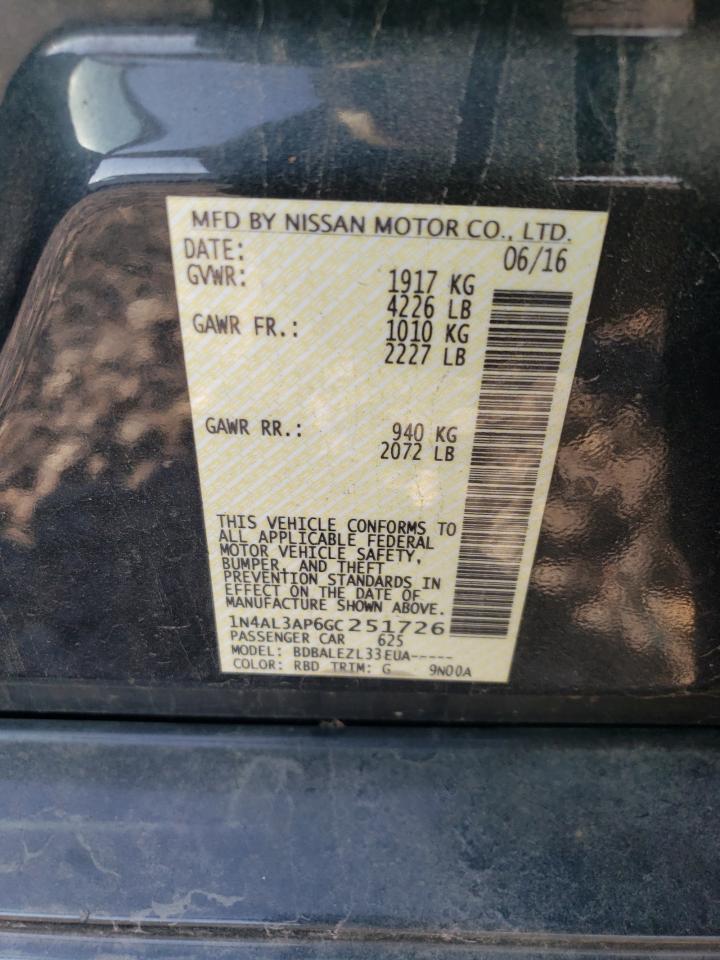 MFD BY NISSAN MOTOR CO., LTD.
DATE: 06/16
GVWR: 1917 KG
4226 LB
GAWR FR.: 1010 KG
2227 LB
GAWR RR.: 940 KG
2072 LB
THIS VEHICLE CONFORMS TO
ALL APPLICABLE FEDERAL
MOTOR VEHICLE SAFETY,
BUMPER, AND THEFT
PREVENTION STANDARDS IN
EFFECT ON THE DATE OF
MANUFACTURE SHOWN ABOVE.
1N4AL3AP6GC251726
PASSENGER CAR 625
MODEL: BDBALEZL33EUA-----
COLOR: RBD TRIM: G 9N00A